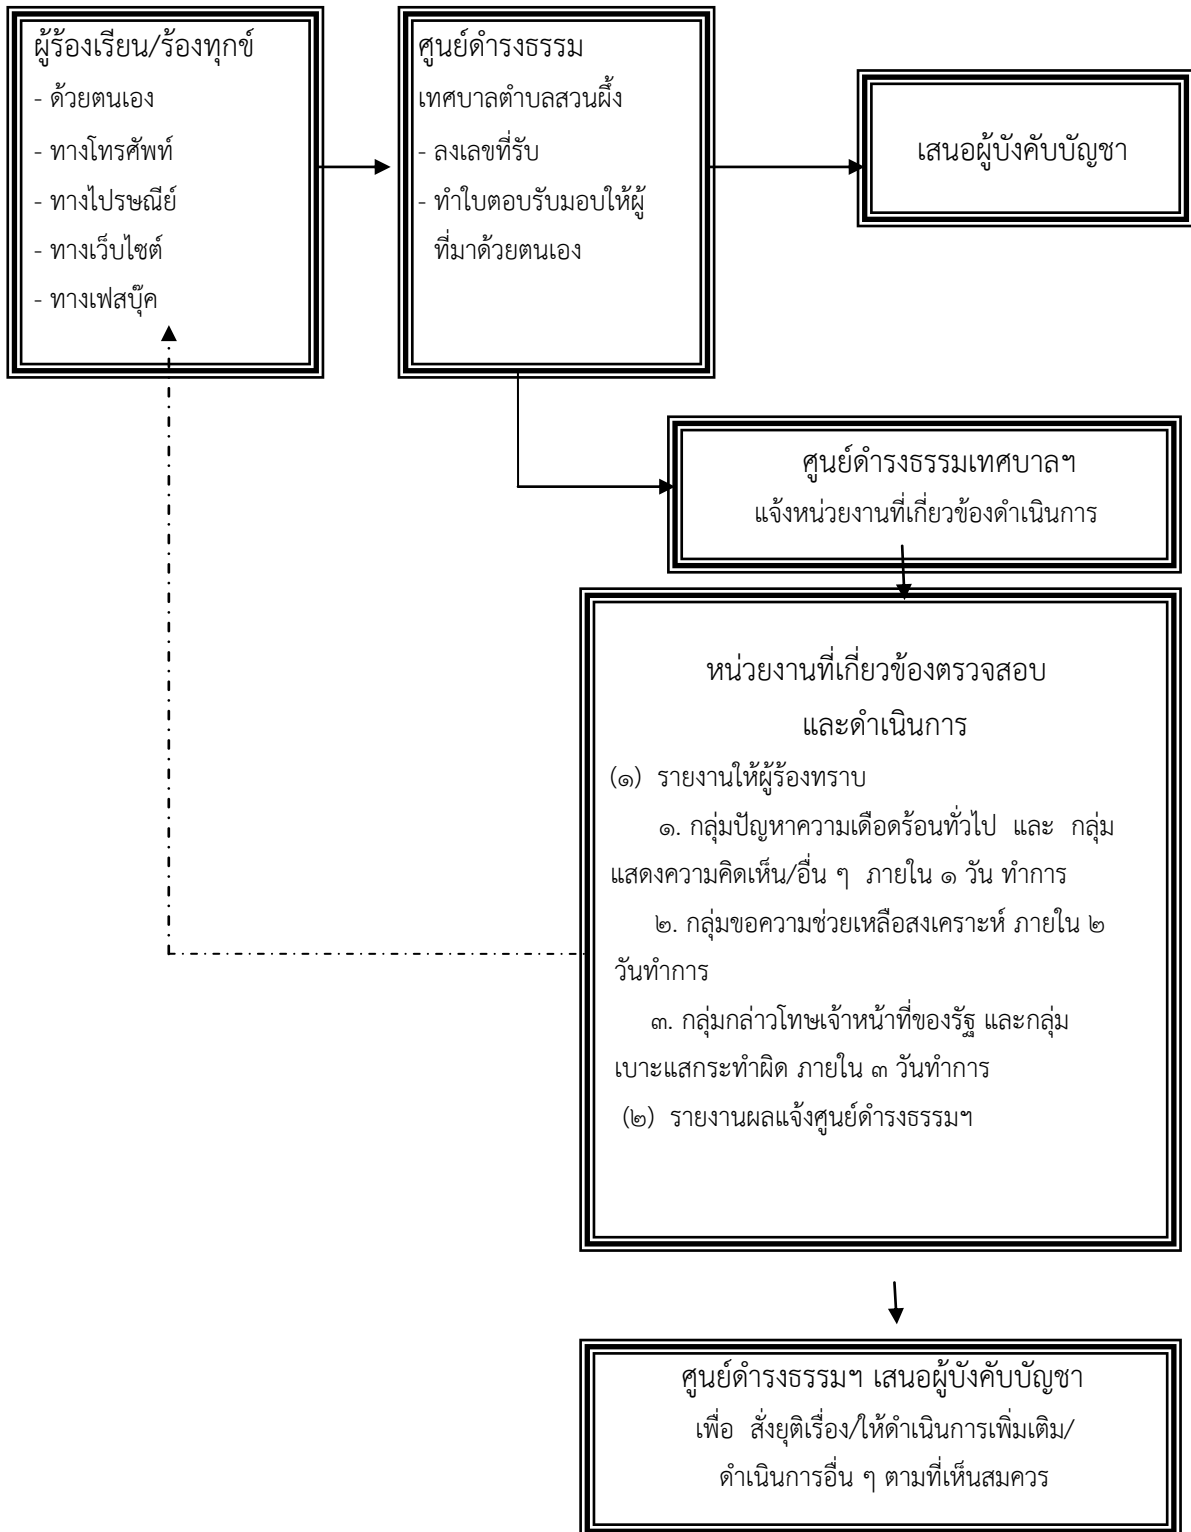 ผู้ร้องเรียน/ร้องทุกข์
- ด้วยตนเอง
- ทางโทรศัพท์
- ทางไปรษณีย์
- ทางเว็บไซต์
- ทางเฟสบุ๊ค
ศูนย์ดำรงธรรม
เทศบาลตำบลสวนผึ้ง
- ลงเลขที่รับ
- ทำใบตอบรับมอบให้ผู้
ที่มาด้วยตนเอง
เสนอผู้บังคับบัญชา
ศูนย์ดำรงธรรมเทศบาลฯ
แจ้งหน่วยงานที่เกี่ยวข้องดำเนินการ
หน่วยงานที่เกี่ยวข้องตรวจสอบ
และดำเนินการ
(๑) รายงานให้ผู้ร้องทราบ
๑. กลุ่มปัญหาความเดือดร้อนทั่วไป และ กลุ่ม
แสดงความคิดเห็น/อื่น ๆ ภายใน ๑ วัน ทำการ
๒. กลุ่มขอความช่วยเหลือสงเคราะห์ ภายใน ๒
วันทำการ
๓. กลุ่มกล่าวโทษเจ้าหน้าที่ของรัฐ และกลุ่ม
เบาะแสกระทำผิด ภายใน ๓ วันทำการ
(๒) รายงานผลแจ้งศูนย์ดำรงธรรมฯ
ศูนย์ดำรงธรรมฯ เสนอผู้บังคับบัญชา
เพื่อ สั่งยุติเรื่อง/ให้ดำเนินการเพิ่มเติม/
ดำเนินการอื่น ๆ ตามที่เห็นสมควร